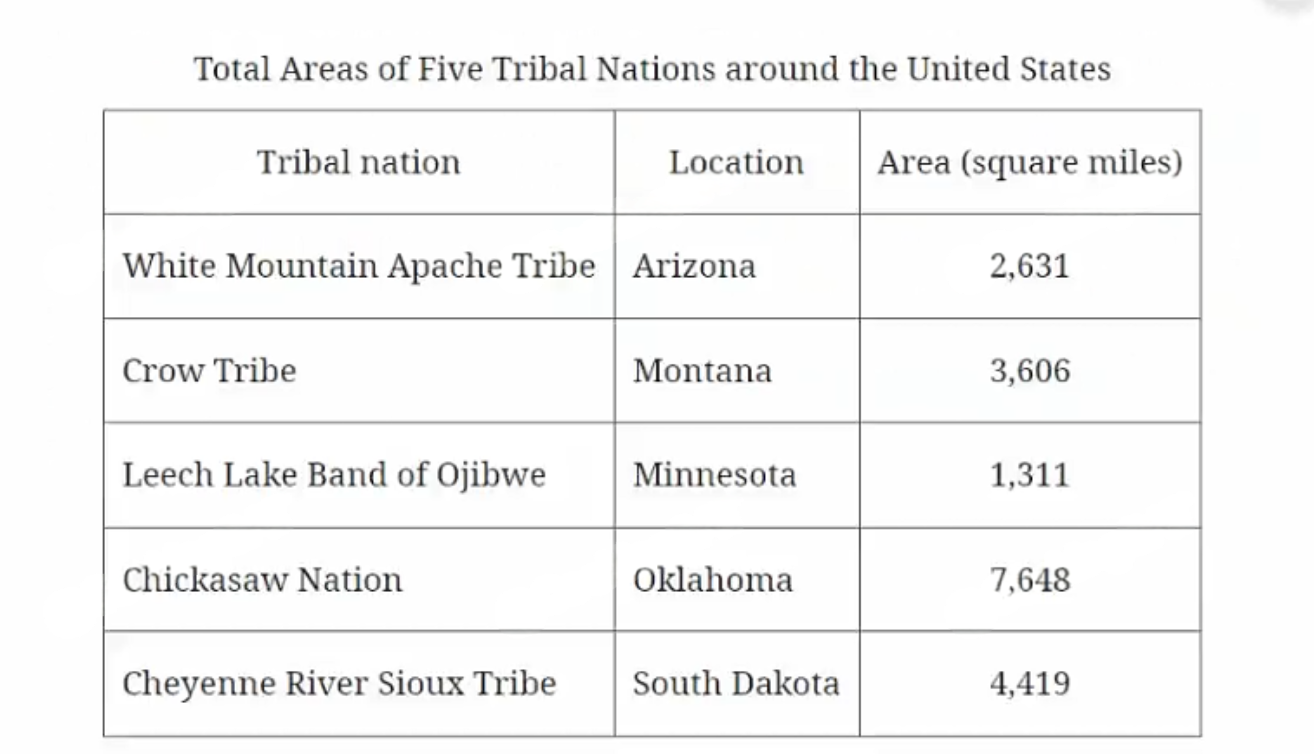 Total Areas of Five Tribal Nations around the United States
Tribal nation Location Area (square miles)
White Mountain Apache Tribe Arizona 2,631
Crow Tribe Montana 3,606
Leech Lake Band of Ojibwe Minnesota 1,311
Chickasaw Nation Oklahoma 7,648
Cheyenne River Sioux Tribe South Dakota 4,419